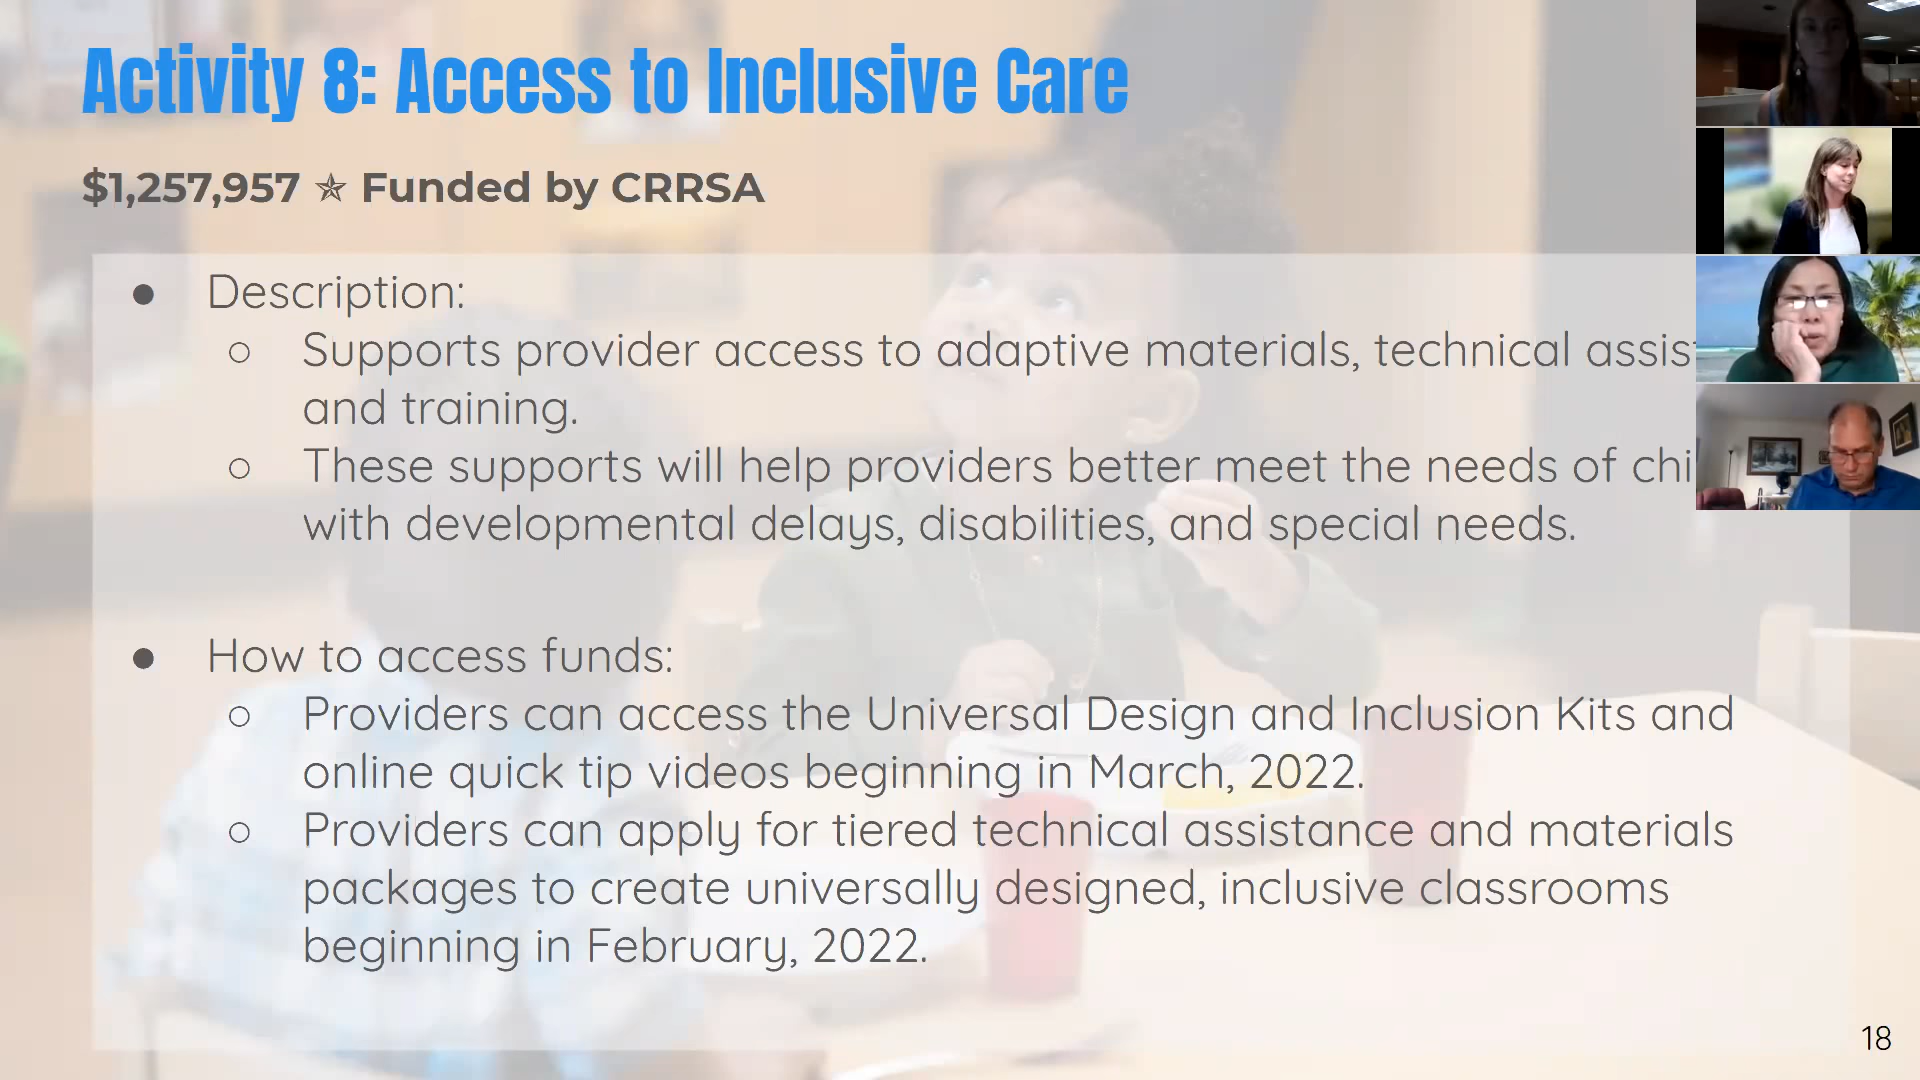 Activity 8: Access to Inclusive Care
$1,257,957 ✯ Funded by CRRSA
● Description:
○ Supports provider access to adaptive materials, technical
and training.
○ These supports will help providers better meet the needs of
with developmental delays, disabilities, and special needs.
● How to access funds:
○ Providers can access the Universal Design and Inclusion Kits and
online quick tip videos beginning in March, 2022.
○ Providers can apply for tiered technical assistance and materials
packages to create universally designed, inclusive classrooms
beginning in February, 2022.
18